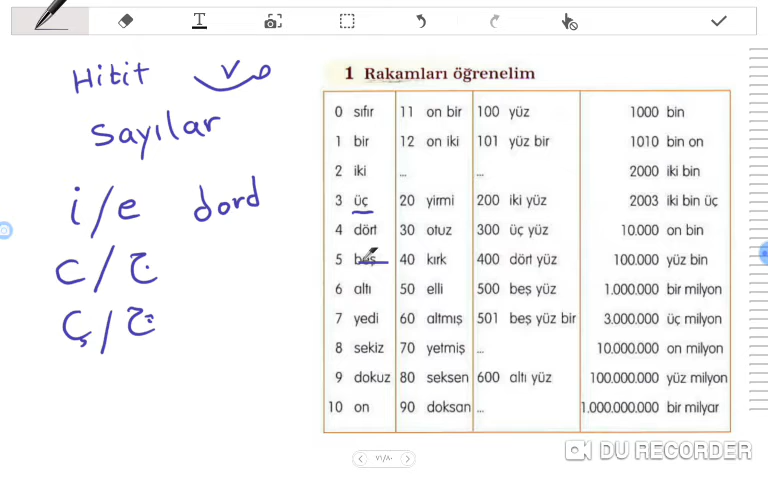 Hitit ص ٧
sayılar
i / e dord
C / ج
Ç / چ
1 Rakamları öğrenelim
0 sıfır 11 on bir 100 yüz 1000 bin
1 bir 12 on iki 101 yüz bir 1010 bin on
2 iki ... ... 2000 iki bin
3 üç 20 yirmi 200 iki yüz 2003 iki bin üç
4 dört 30 otuz 300 üç yüz 10.000 on bin
5 beş 40 kırk 400 dört yüz 100.000 yüz bin
6 altı 50 elli 500 beş yüz 1.000.000 bir milyon
7 yedi 60 altmış 501 beş yüz bir 3.000.000 üç milyon
8 sekiz 70 yetmiş ... 10.000.000 on milyon
9 dokuz 80 seksen 600 altı yüz 100.000.000 yüz milyon
10 on 90 doksan ... 1.000.000.000 bir milyar
٧١/٨٠
DU RECORDER